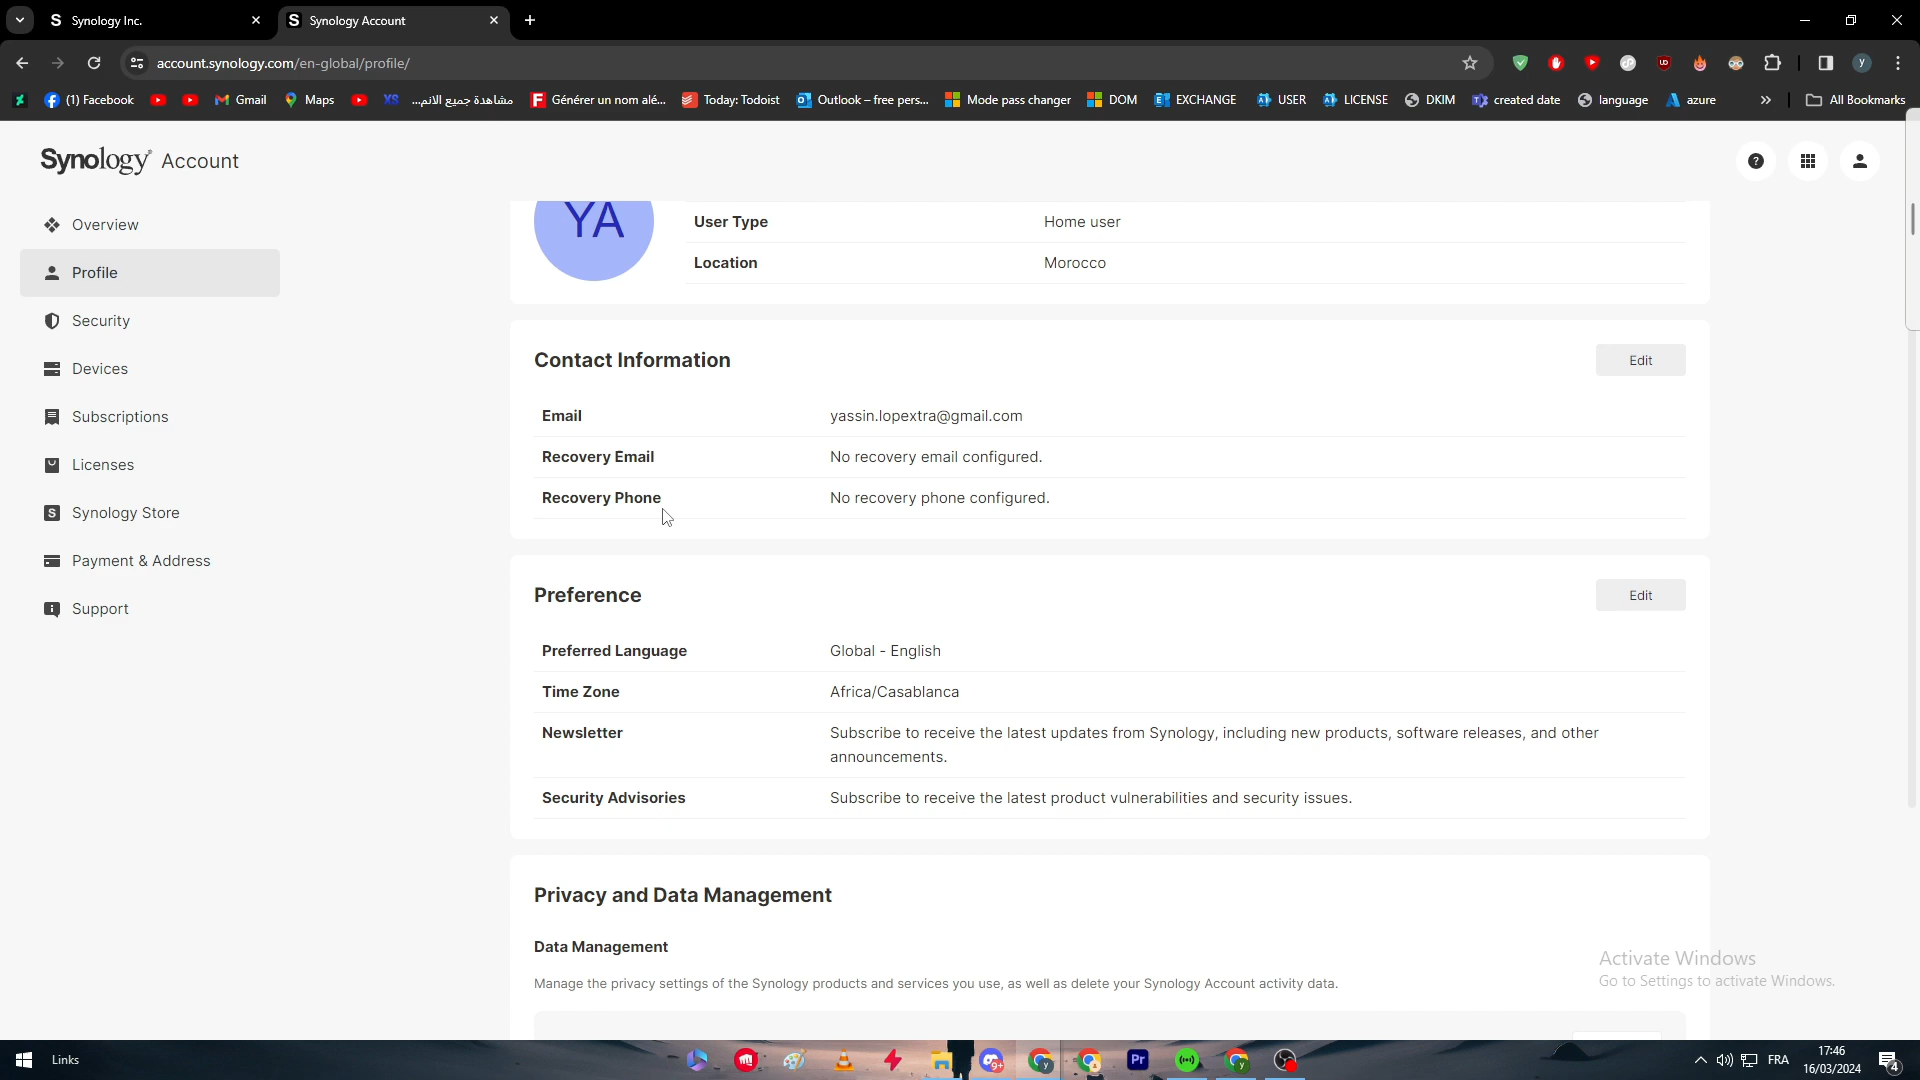 Synology Inc.
Synology Account
account.synology.com/en-global/profile/
(1) Facebook
Gmail
Maps
XS
مشاهدة جميع الانم...
Générer un nom alé...
Today: Todoist
Outlook – free pers...
Mode pass changer
DOM
EXCHANGE
USER
LICENSE
DKIM
created date
language
azure
All Bookmarks
Synology Account
Overview
Profile
Security
Devices
Subscriptions
Licenses
Synology Store
Payment & Address
Support
YA
User Type Home user
Location Morocco
Contact Information
Edit
Email yassin.lopextra@gmail.com
Recovery Email No recovery email configured.
Recovery Phone No recovery phone configured.
Preference
Edit
Preferred Language Global - English
Time Zone Africa/Casablanca
Newsletter Subscribe to receive the latest updates from Synology, including new products, software releases, and other
announcements.
Security Advisories Subscribe to receive the latest product vulnerabilities and security issues.
Privacy and Data Management
Data Management
Manage the privacy settings of the Synology products and services you use, as well as delete your Synology Account activity data.
Activate Windows
Go to Settings to activate Windows.
Links
Pr
FRA
17:46
16/03/2024
4